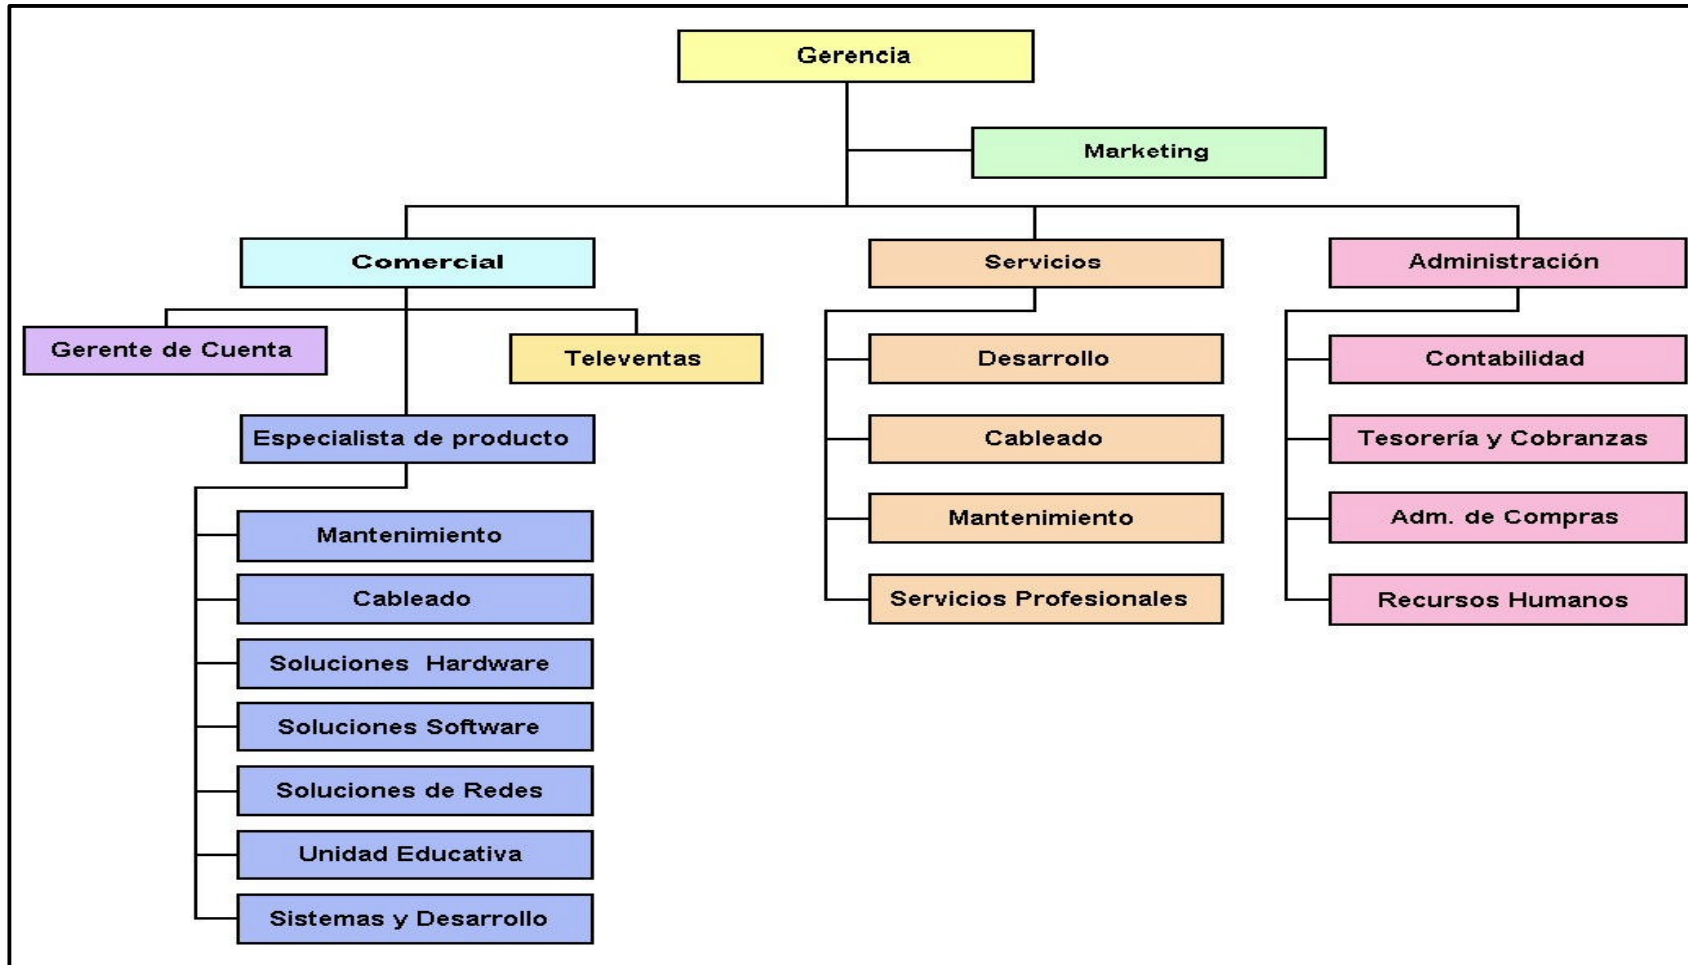 Gerencia
Marketing
Comercial
Servicios
Administración
Gerente de Cuenta
Televentas
Especialista de producto
Mantenimiento
Cableado
Soluciones Hardware
Soluciones Software
Soluciones de Redes
Unidad Educativa
Sistemas y Desarrollo
Desarrollo
Cableado
Mantenimiento
Servicios Profesionales
Contabilidad
Tesorería y Cobranzas
Adm. de Compras
Recursos Humanos